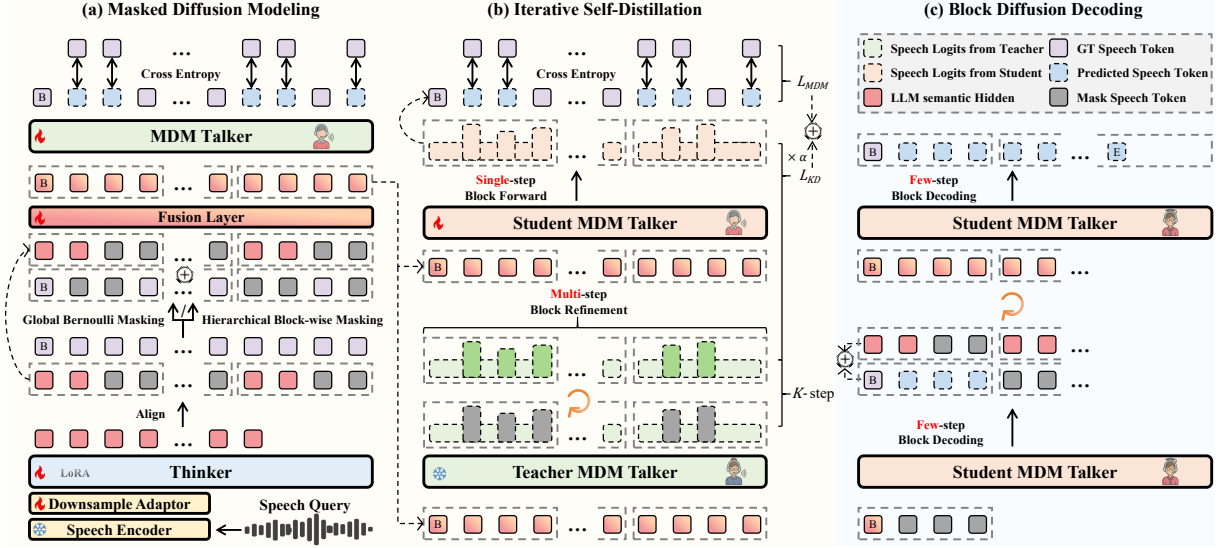 (a) Masked Diffusion Modeling
...
Cross Entropy
B
...
MDM Talker
B
...
Fusion Layer
...
B
...
Global Bernoulli Masking
/
Hierarchical Block-wise Masking
B
...
...
Align
...
LoRA
Thinker
Downsample Adaptor
Speech Query
Speech Encoder
(b) Iterative Self-Distillation
...
Cross Entropy
B
...
L_MDM
...
× α
L_KD
Single-step
Block Forward
Student MDM Talker
B
...
Multi-step
Block Refinement
...
K- step
...
Teacher MDM Talker
B
...
(c) Block Diffusion Decoding
Speech Logits from Teacher
GT Speech Token
Speech Logits from Student
Predicted Speech Token
LLM semantic Hidden
Mask Speech Token
B
...
E
Few-step
Block Decoding
Student MDM Talker
B
...
...
B
...
Few-step
Block Decoding
Student MDM Talker
B